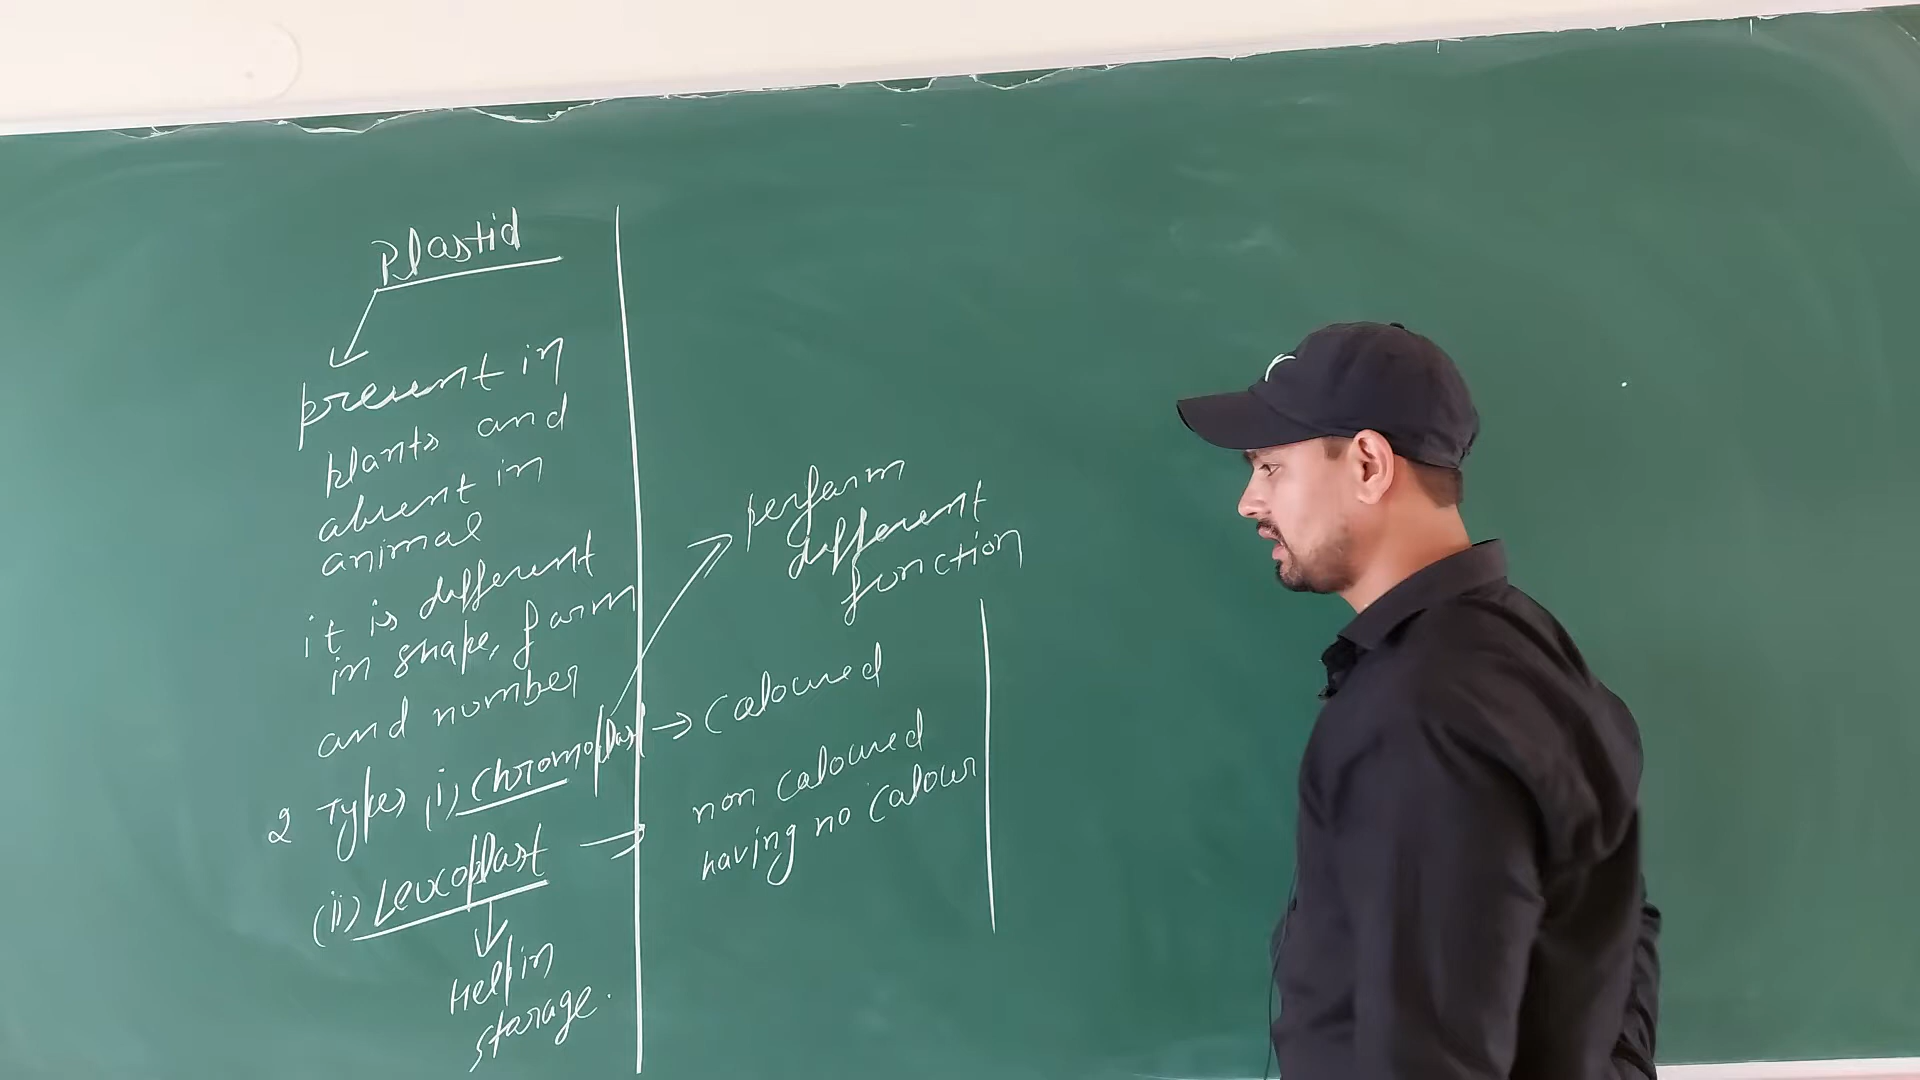 Plastid
present in
plants and
absent in
animal
it is different
in shape, form
and number
2 Types (i) Chromoplast → Coloured
perform
different
function
(ii) Leucoplast →
non coloured
having no colour
Help in
storage.